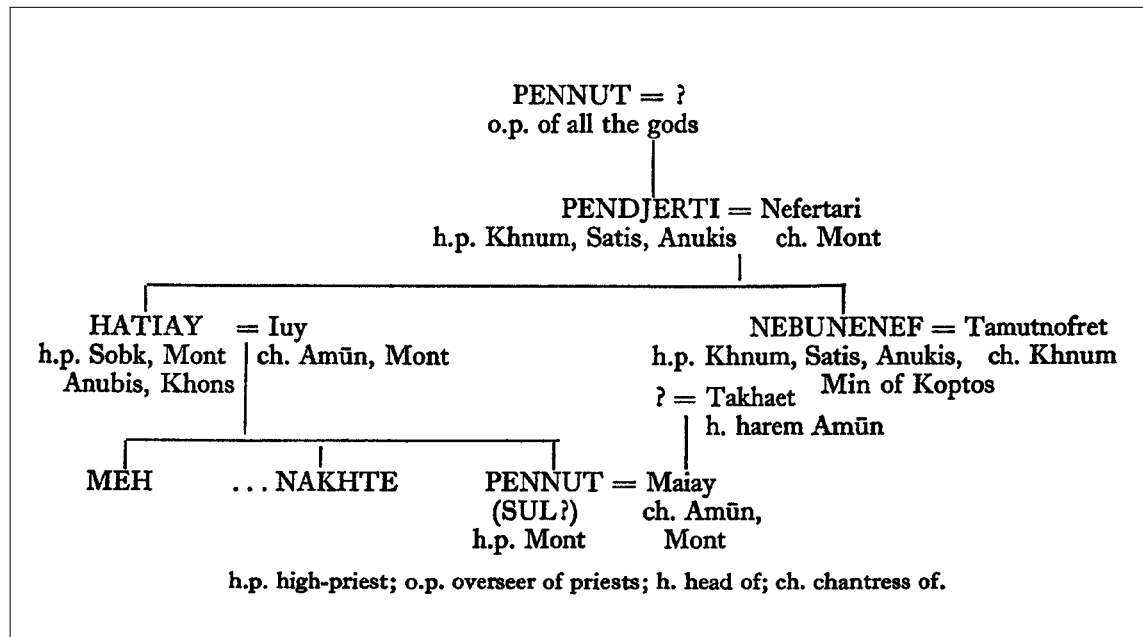 PENNUT = ?
o.p. of all the gods
PENDJERTI = Nefertari
h.p. Khnum, Satis, Anukis ch. Mont
HATIAY = Iuy NEBUNENEF = Tamutnofret
h.p. Sobk, Mont ch. Amūn, Mont h.p. Khnum, Satis, Anukis, ch. Khnum
Anubis, Khons Min of Koptos
? = Takhaet
h. harem Amūn
MEH ... NAKHTE PENNUT = Maiay
(SUL?) ch. Amūn,
h.p. Mont Mont
h.p. high-priest; o.p. overseer of priests; h. head of; ch. chantress of.